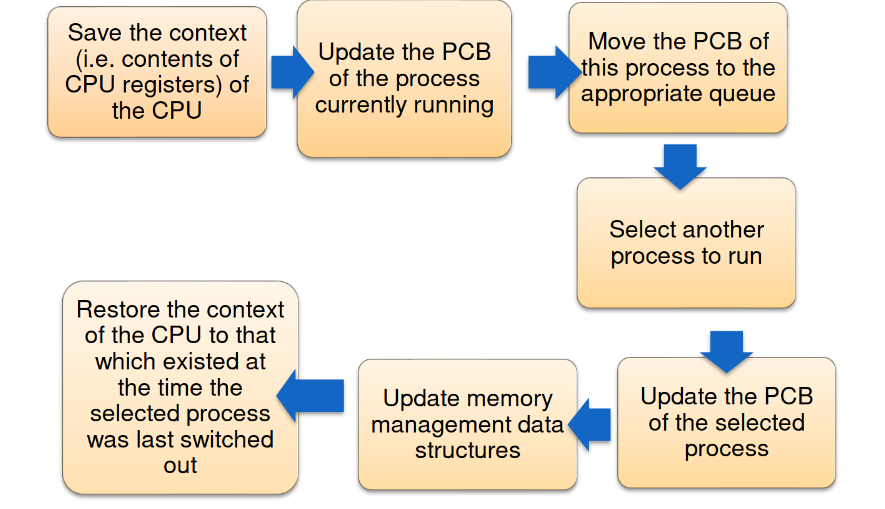 Save the context
(i.e. contents of
CPU registers) of
the CPU
Update the PCB
of the process
currently running
Move the PCB of
this process to the
appropriate queue
Select another
process to run
Update the PCB
of the selected
process
Update memory
management data
structures
Restore the context
of the CPU to that
which existed at
the time the
selected process
was last switched
out